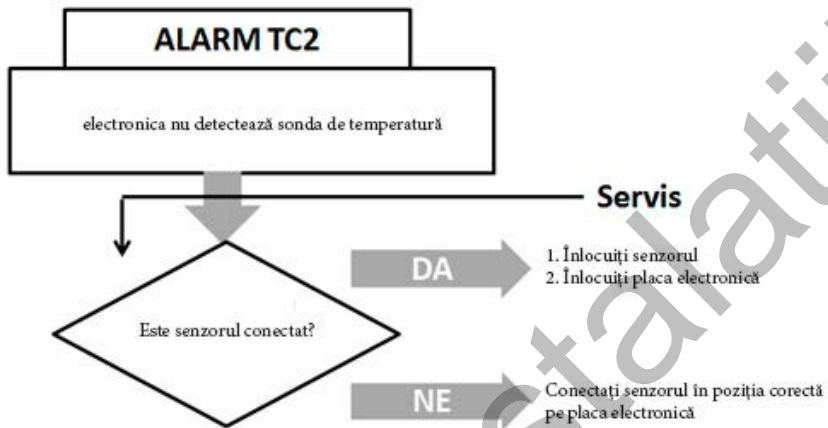 ALARM TC2
electronica nu detectează sonda de temperatură
Servis
DA
1. Înlocuiți senzorul
2. Înlocuiți placa electronică
Este senzorul conectat?
NE
Conectați senzorul în poziția corectă
pe placa electronică